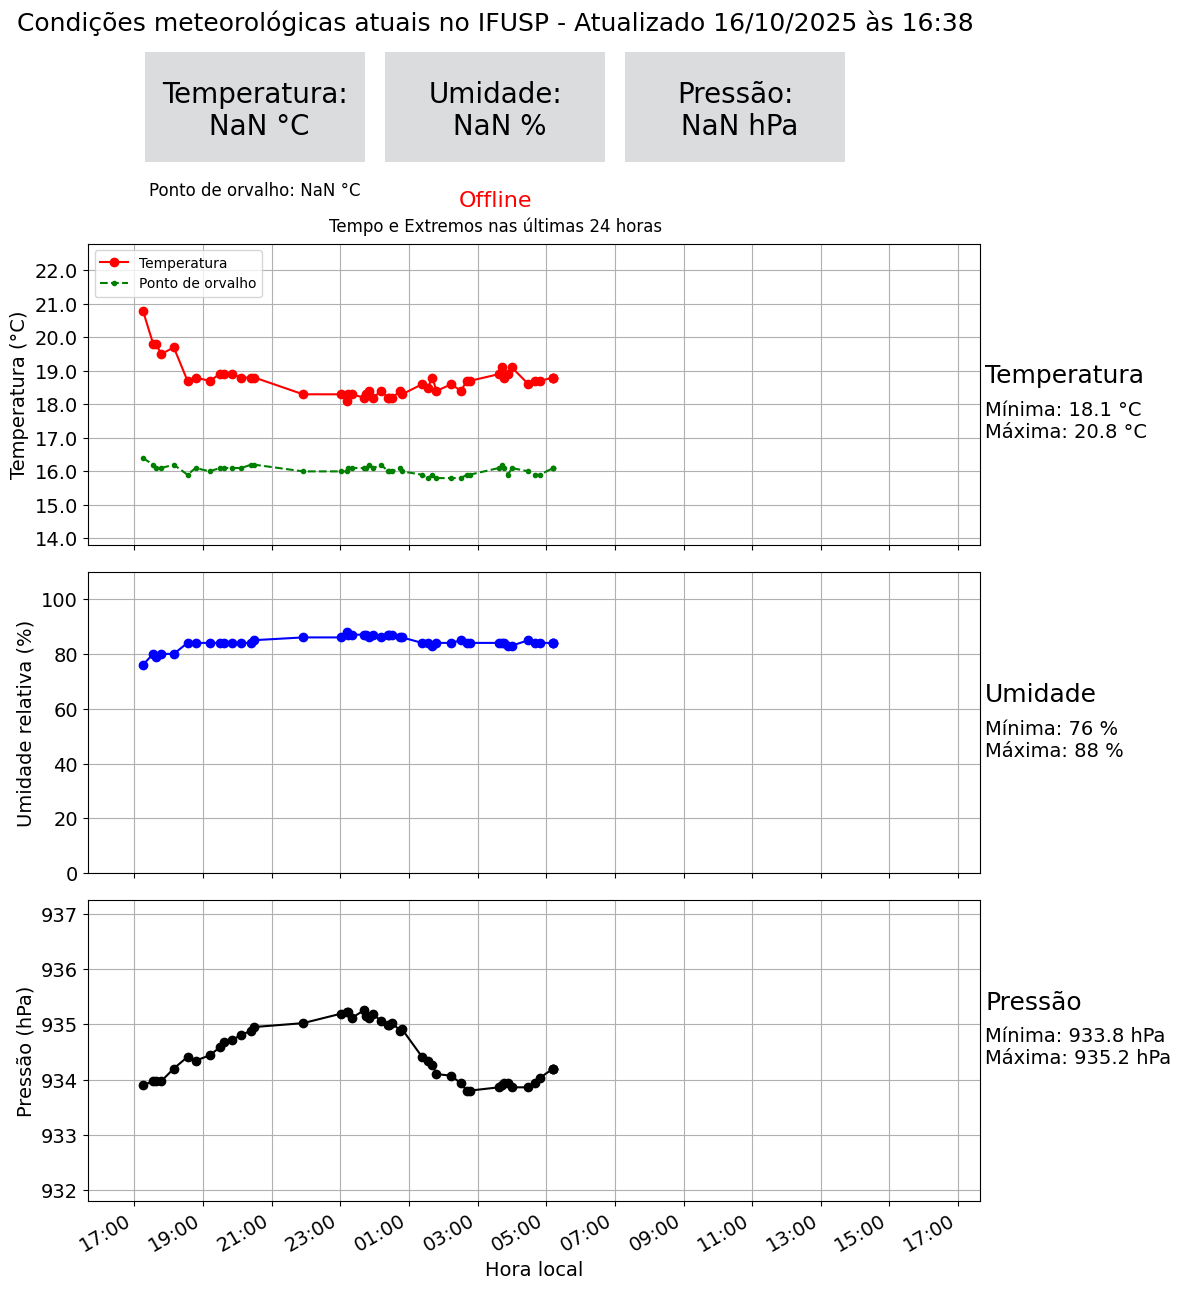 Condições meteorológicas atuais no IFUSP - Atualizado 16/10/2025 às 16:38
Temperatura:
NaN °C
Umidade:
NaN %
Pressão:
NaN hPa
Ponto de orvalho: NaN °C
Offline
Tempo e Extremos nas últimas 24 horas
Temperatura
Ponto de orvalho
Temperatura (°C)
22.0
21.0
20.0
19.0
18.0
17.0
16.0
15.0
14.0
Temperatura
Mínima: 18.1 °C
Máxima: 20.8 °C
Umidade relativa (%)
100
80
60
40
20
0
Umidade
Mínima: 76 %
Máxima: 88 %
Pressão (hPa)
937
936
935
934
933
932
Pressão
Mínima: 933.8 hPa
Máxima: 935.2 hPa
17:00
19:00
21:00
23:00
01:00
03:00
05:00
07:00
09:00
11:00
13:00
15:00
17:00
Hora local